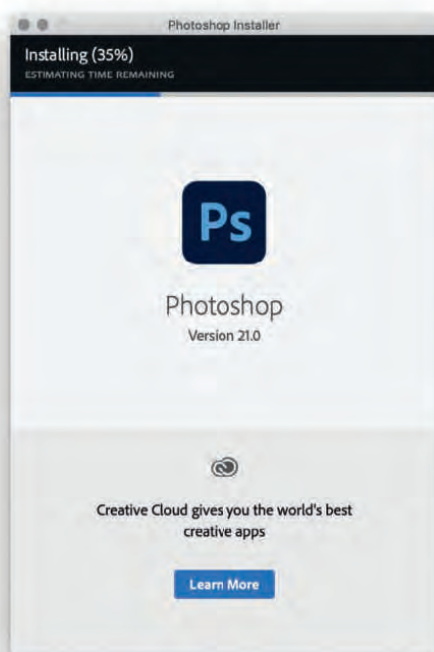 Photoshop Installer
Installing (35%)
ESTIMATING TIME REMAINING
Ps
Photoshop
Version 21.0
Creative Cloud gives you the world's best
creative apps
Learn More